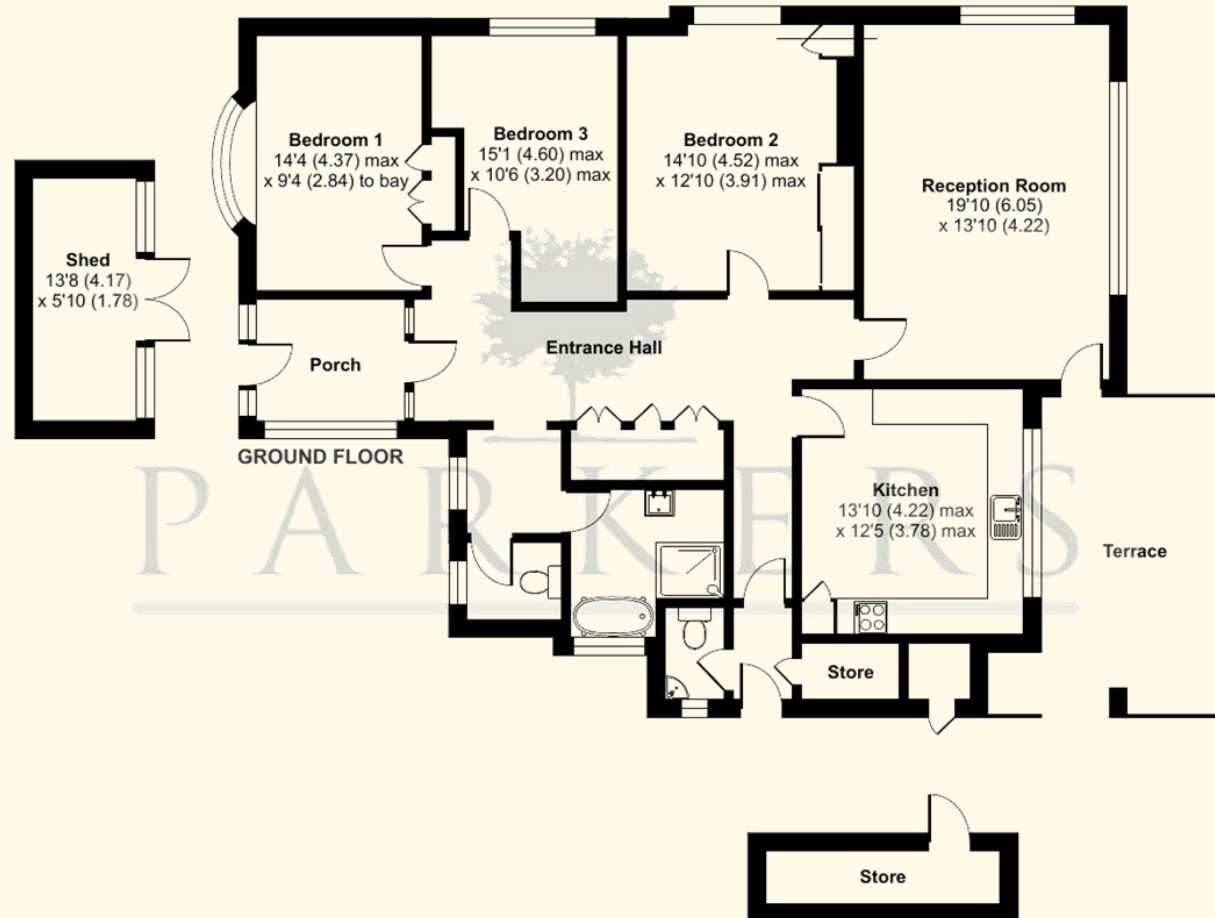 Bedroom 1
14'4 (4.37) max
x 9'4 (2.84) to bay
Bedroom 3
15'1 (4.60) max
x 10'6 (3.20) max
Bedroom 2
14'10 (4.52) max
x 12'10 (3.91) max
Reception Room
19'10 (6.05)
x 13'10 (4.22)
Shed
13'8 (4.17)
x 5'10 (1.78)
Porch
Entrance Hall
GROUND FLOOR
PARKERS
Kitchen
13'10 (4.22) max
x 12'5 (3.78) max
Terrace
Store
Store